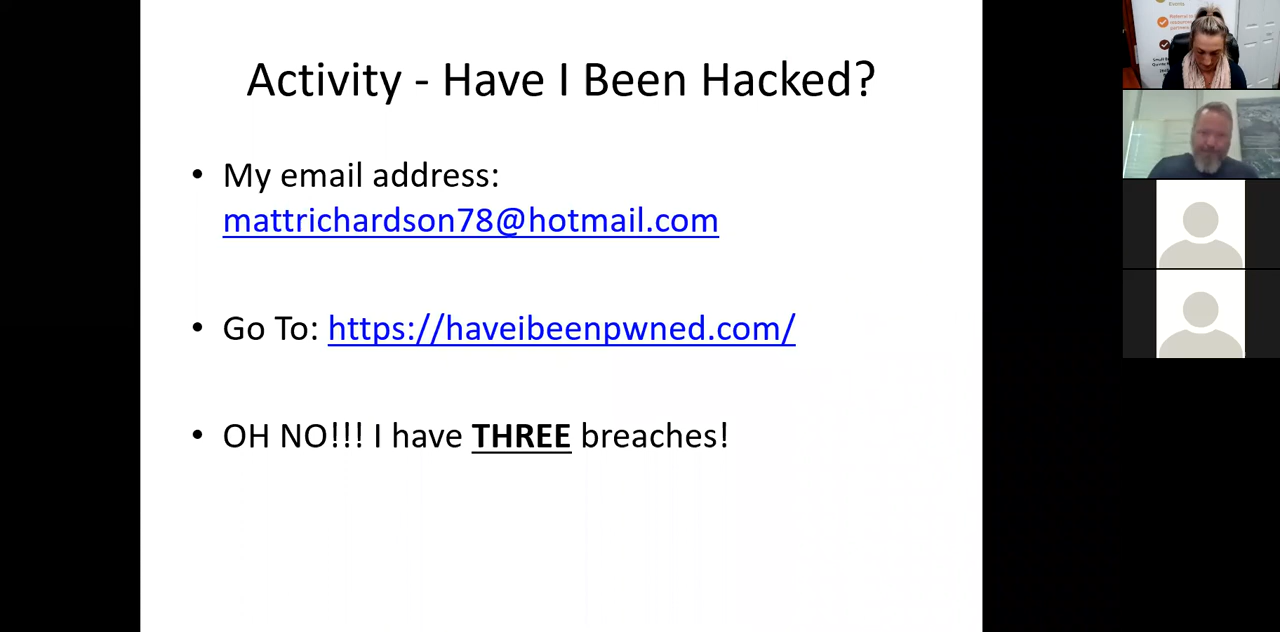 Activity - Have I Been Hacked?
• My email address:
mattrichardson78@hotmail.com
• Go To: https://haveibeenpwned.com/
• OH NO!!! I have THREE breaches!